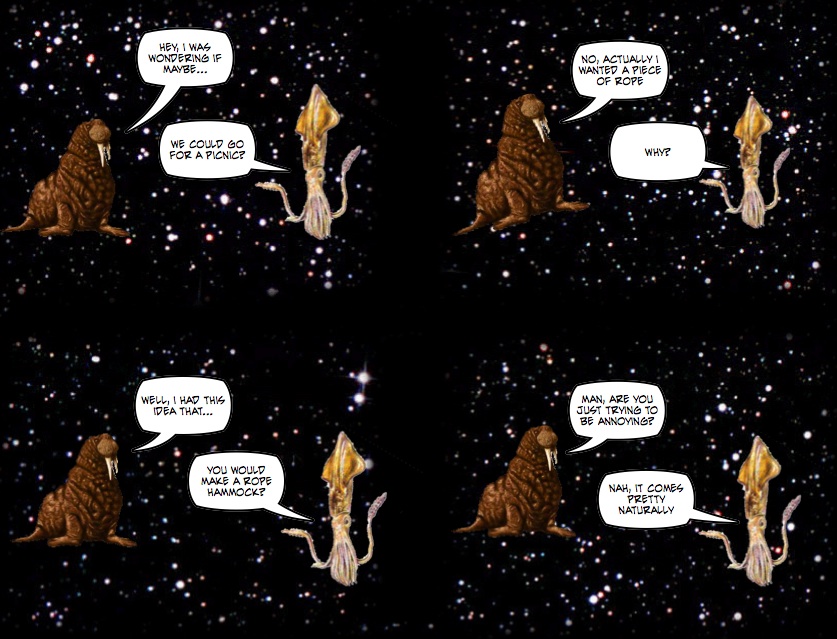 HEY, I WAS
WONDERING IF
MAYBE...
WE COULD GO
FOR A PICNIC?
NO, ACTUALLY I
WANTED A PIECE
OF ROPE
WHY?
WELL, I HAD THIS
IDEA THAT...
YOU WOULD
MAKE A ROPE
HAMMOCK?
MAN, ARE YOU
JUST TRYING TO
BE ANNOYING?
NAH, IT COMES
PRETTY
NATURALLY